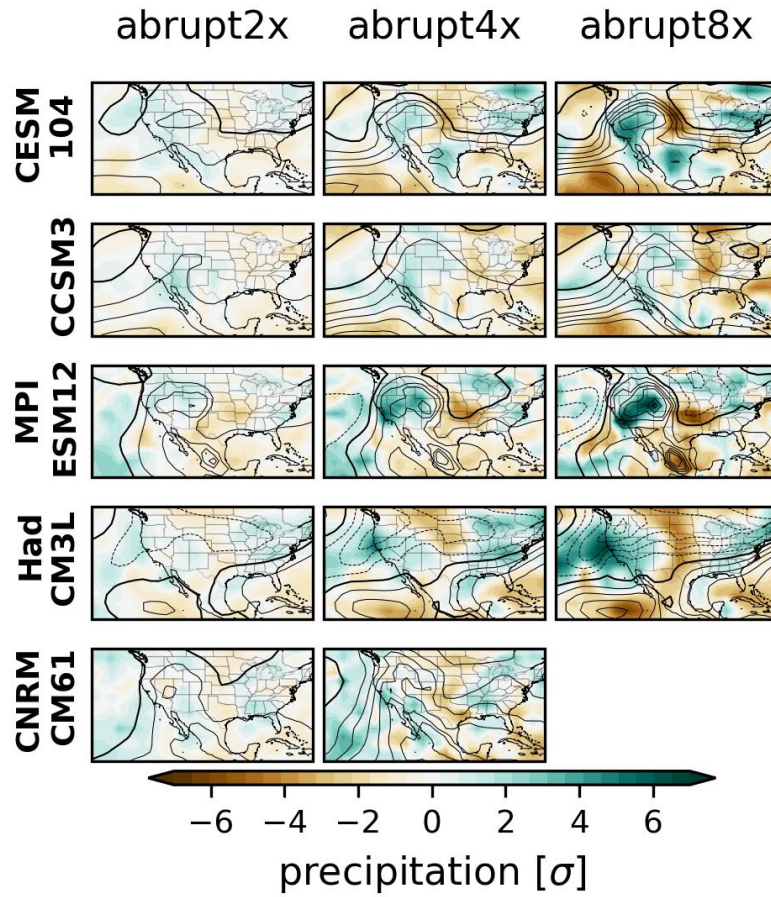 abrupt2x abrupt4x abrupt8x
CESM
104
CCSM3
MPI
ESM12
Had
CM3L
CNRM
CM61
−6 −4 −2 0 2 4 6
precipitation [σ]